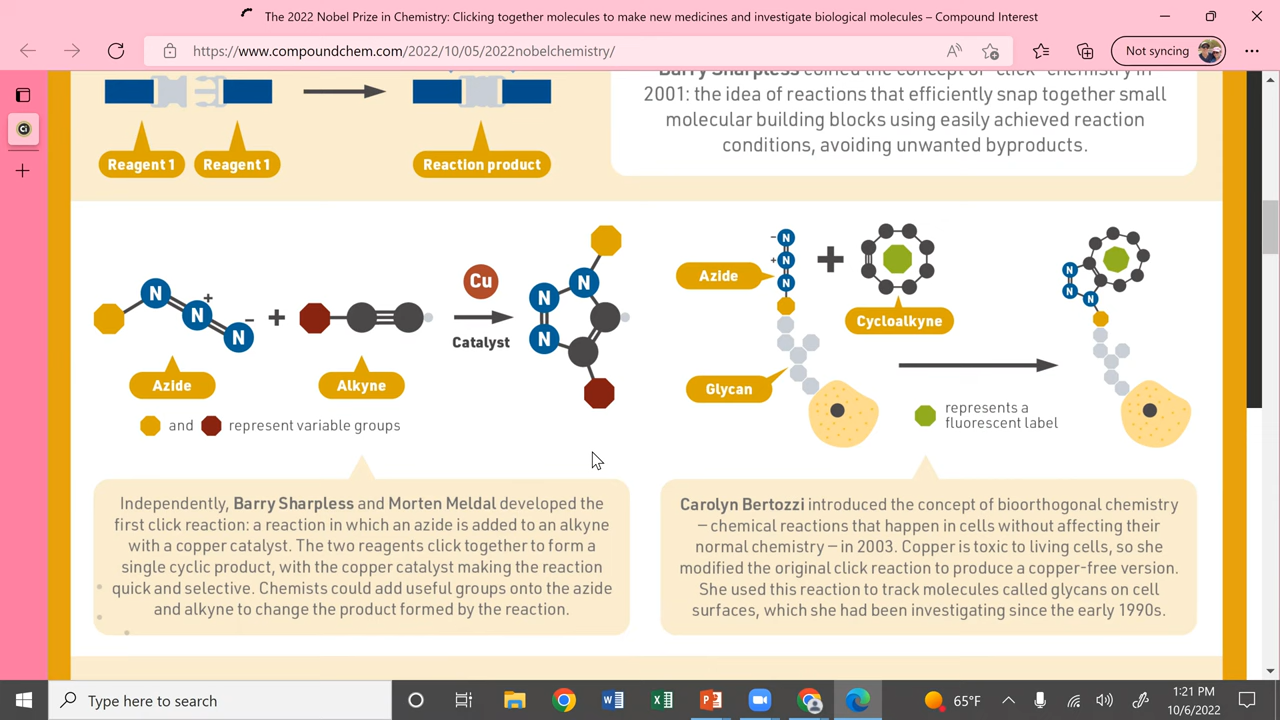 The 2022 Nobel Prize in Chemistry: Clicking together molecules to make new medicines and investigate biological molecules – Compound Interest
https://www.compoundchem.com/2022/10/05/2022nobelchemistry/
Not syncing
Barry Sharpless coined the concept of "click" chemistry in
2001: the idea of reactions that efficiently snap together small
molecular building blocks using easily achieved reaction
conditions, avoiding unwanted byproducts.
Reagent 1
Reagent 1
Reaction product
N
N
+
N
−
+
Cu
Catalyst
N
N
N
Azide
Alkyne
and
represent variable groups
− N
+ N
N
Azide
+
Cycloalkyne
Glycan
represents a
fluorescent label
N
N
N
Independently, Barry Sharpless and Morten Meldal developed the
first click reaction: a reaction in which an azide is added to an alkyne
with a copper catalyst. The two reagents click together to form a
single cyclic product, with the copper catalyst making the reaction
quick and selective. Chemists could add useful groups onto the azide
and alkyne to change the product formed by the reaction.
Carolyn Bertozzi introduced the concept of bioorthogonal chemistry
– chemical reactions that happen in cells without affecting their
normal chemistry – in 2003. Copper is toxic to living cells, so she
modified the original click reaction to produce a copper-free version.
She used this reaction to track molecules called glycans on cell
surfaces, which she had been investigating since the early 1990s.
Type here to search
65°F
1:21 PM
10/6/2022